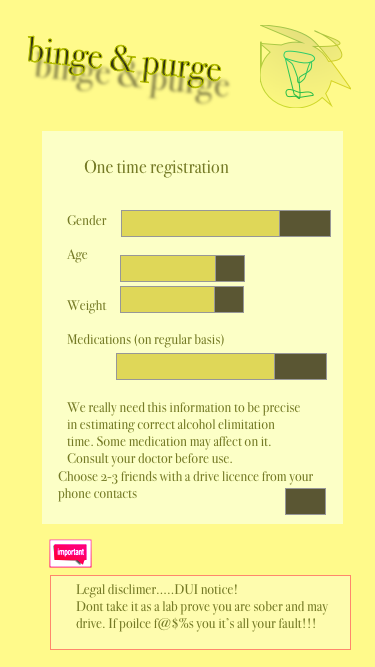 binge & purge
One time registration
Gender
Age
Weight
Medications (on regular basis)
We really need this information to be precise
in estimating correct alcohol elimitation
time. Some medication may affect on it.
Consult your doctor before use.
Choose 2-3 friends with a drive licence from your
phone contacts
important
Legal disclimer.....DUI notice!
Dont take it as a lab prove you are sober and may
drive. If poilce f@$%s you it's all your fault!!!